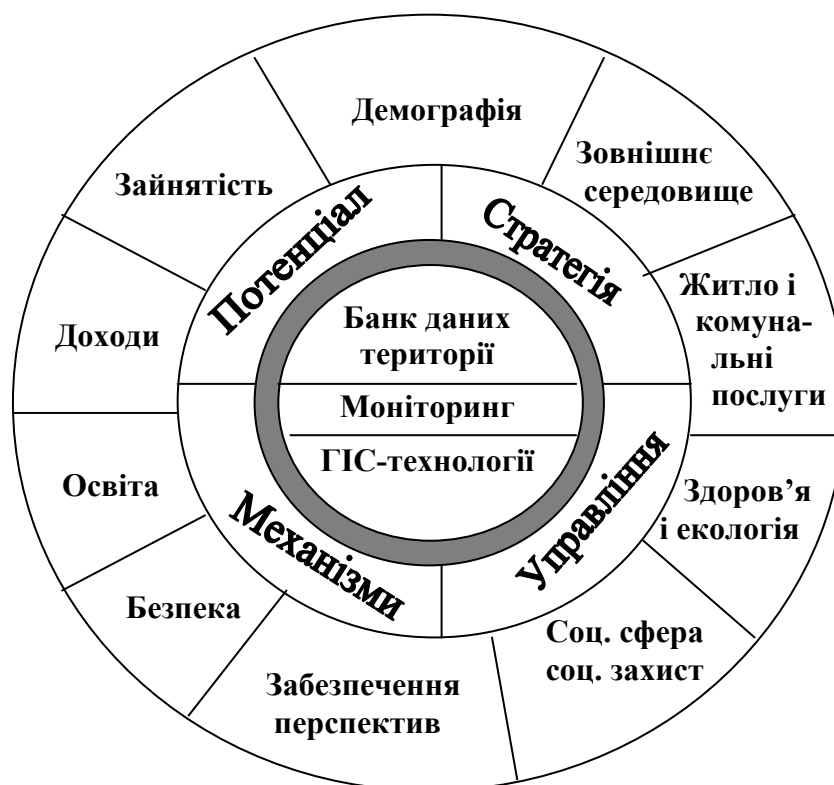 Демографія
Зовнішнє
середовище
Зайнятість
Потенціал
Стратегія
Житло і
комуна-
льні
послуги
Доходи
Банк даних
території
Моніторинг
ГІС-технології
Освіта
Механізми
Управління
Здоров’я
і екологія
Безпека
Соц. сфера
соц. захист
Забезпечення
перспектив